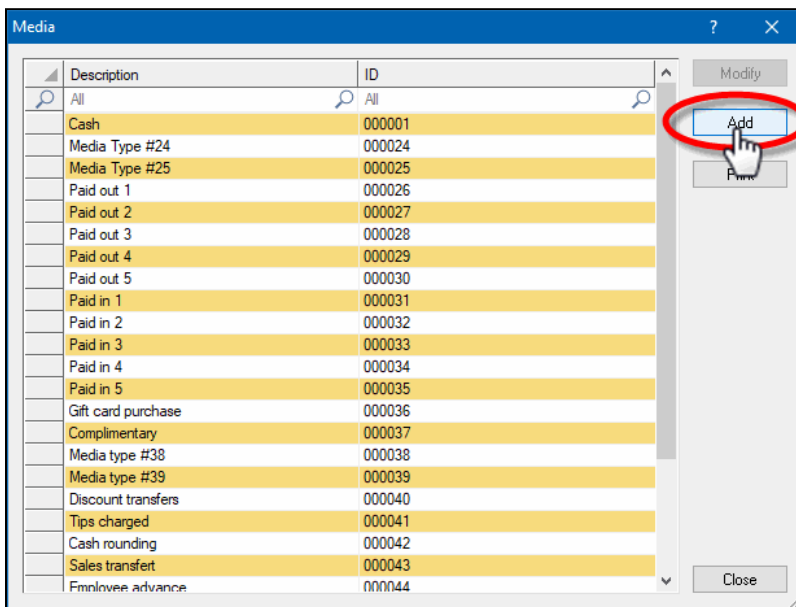 Media ? ×
Description ID Modify
All All
Cash 000001 Add
Media Type #24 000024
Media Type #25 000025 Print
Paid out 1 000026
Paid out 2 000027
Paid out 3 000028
Paid out 4 000029
Paid out 5 000030
Paid in 1 000031
Paid in 2 000032
Paid in 3 000033
Paid in 4 000034
Paid in 5 000035
Gift card purchase 000036
Complimentary 000037
Media type #38 000038
Media type #39 000039
Discount transfers 000040
Tips charged 000041
Cash rounding 000042
Sales transfert 000043
Employee advance 000044 Close